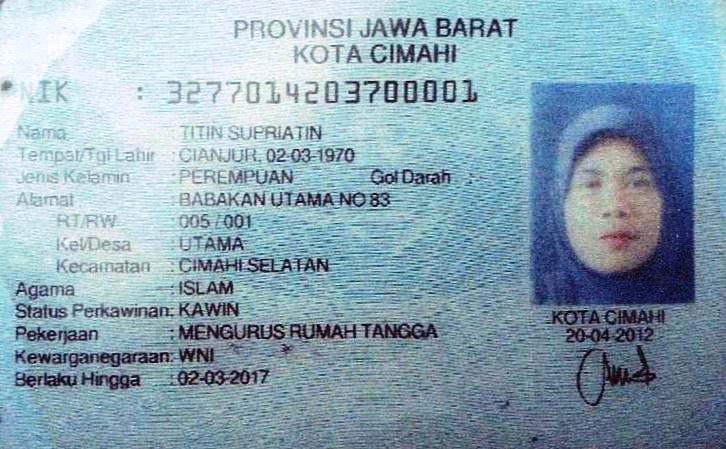 PROVINSI JAWA BARAT
KOTA CIMAHI
NIK : 3277014203700001
Nama : TITIN SUPRIATIN
Tempat/Tgl Lahir : CIANJUR, 02-03-1970
Jenis Kelamin : PEREMPUAN Gol Darah :
Alamat : BABAKAN UTAMA NO 83
RT/RW : 005 / 001
Kel/Desa : UTAMA
Kecamatan : CIMAHI SELATAN
Agama : ISLAM
Status Perkawinan: KAWIN
Pekerjaan : MENGURUS RUMAH TANGGA
Kewarganegaraan: WNI
Berlaku Hingga : 02-03-2017
KOTA CIMAHI
20-04-2012